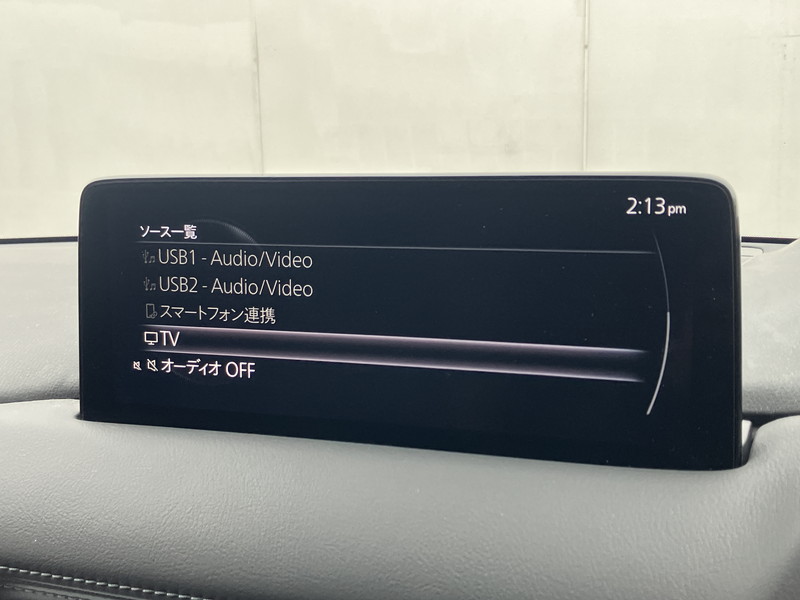 2:13pm
ソース一覧
USB1 - Audio/Video
USB2 - Audio/Video
スマートフォン連携
TV
オーディオ OFF